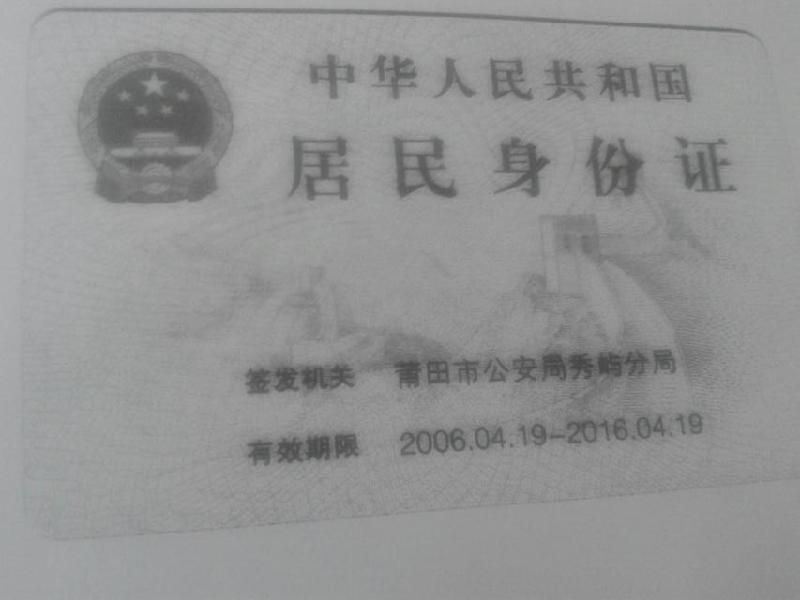 中华人民共和国
居民身份证
签发机关 莆田市公安局秀屿分局
有效期限 2006.04.19-2016.04.19